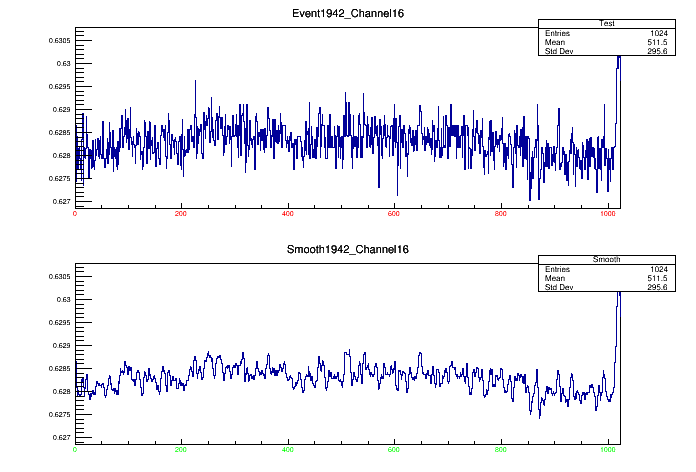 Event1942_Channel16
Test
Entries 1024
Mean 511.5
Std Dev 295.6
0.6305
0.63
0.6295
0.629
0.6285
0.628
0.6275
0.627
0 200 400 600 800 1000
Smooth1942_Channel16
Smooth
Entries 1024
Mean 511.5
Std Dev 295.6
0.6305
0.63
0.6295
0.629
0.6285
0.628
0.6275
0.627
0 200 400 600 800 1000